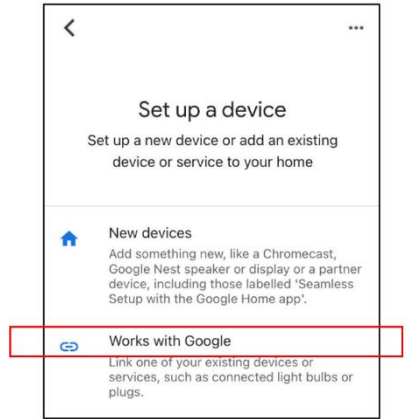 Set up a device
Set up a new device or add an existing
device or service to your home
New devices
Add something new, like a Chromecast,
Google Nest speaker or display or a partner
device, including those labelled 'Seamless
Setup with the Google Home app'.
Works with Google
Link one of your existing devices or
services, such as connected light bulbs or
plugs.